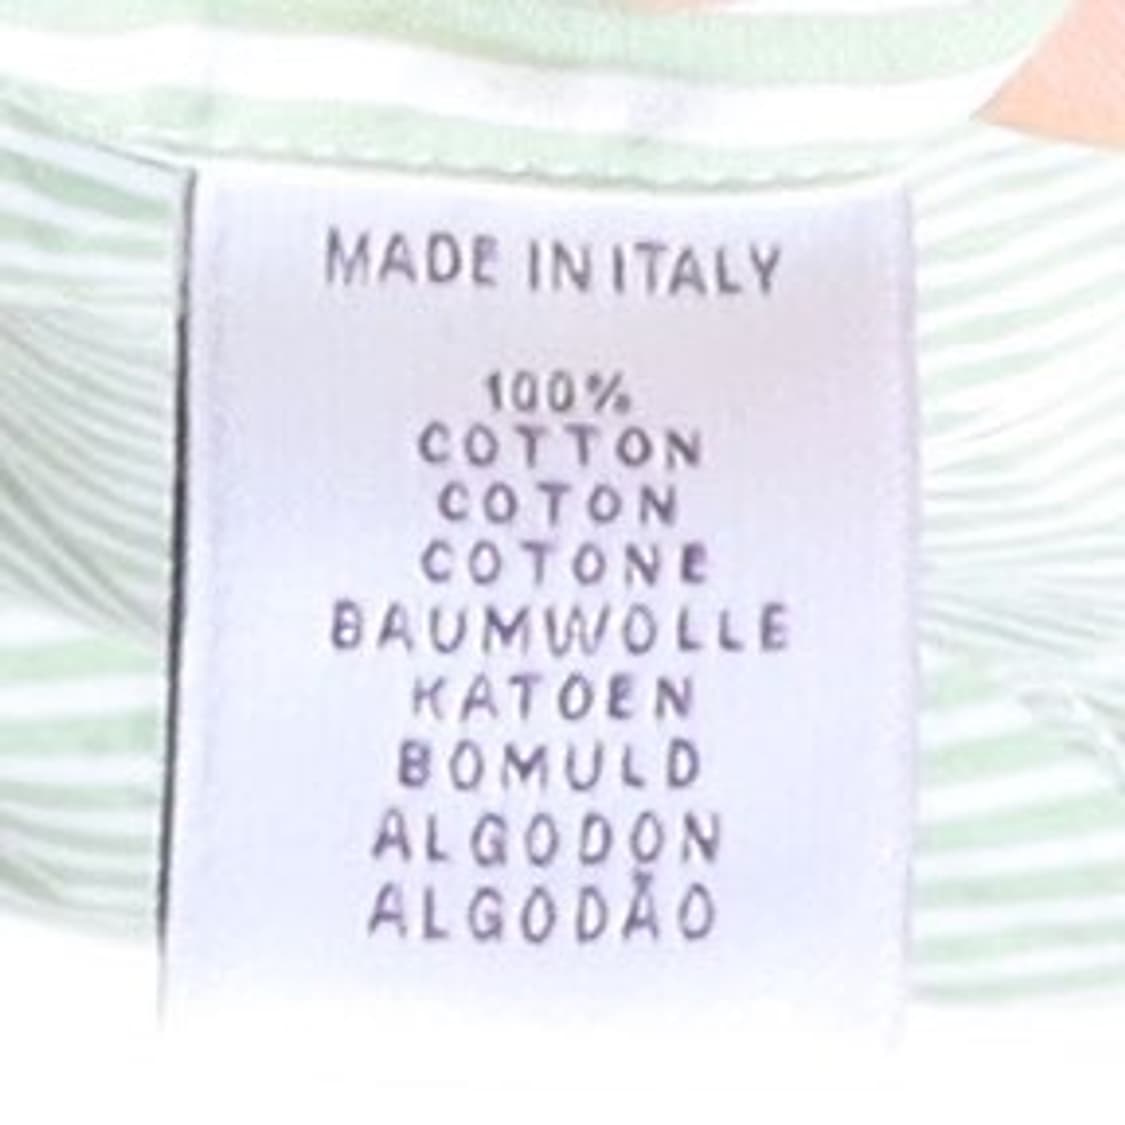 MADE IN ITALY
100%
COTTON
COTON
COTONE
BAUMWOLLE
KATOEN
BOMULD
ALGODON
ALGODÃO